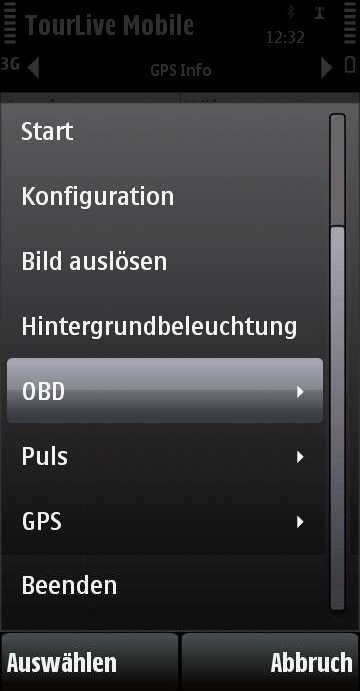 TourLive Mobile
12:32
3G
GPS Info
Start
Konfiguration
Bild auslösen
Hintergrundbeleuchtung
OBD
Puls
GPS
Beenden
Auswählen
Abbruch